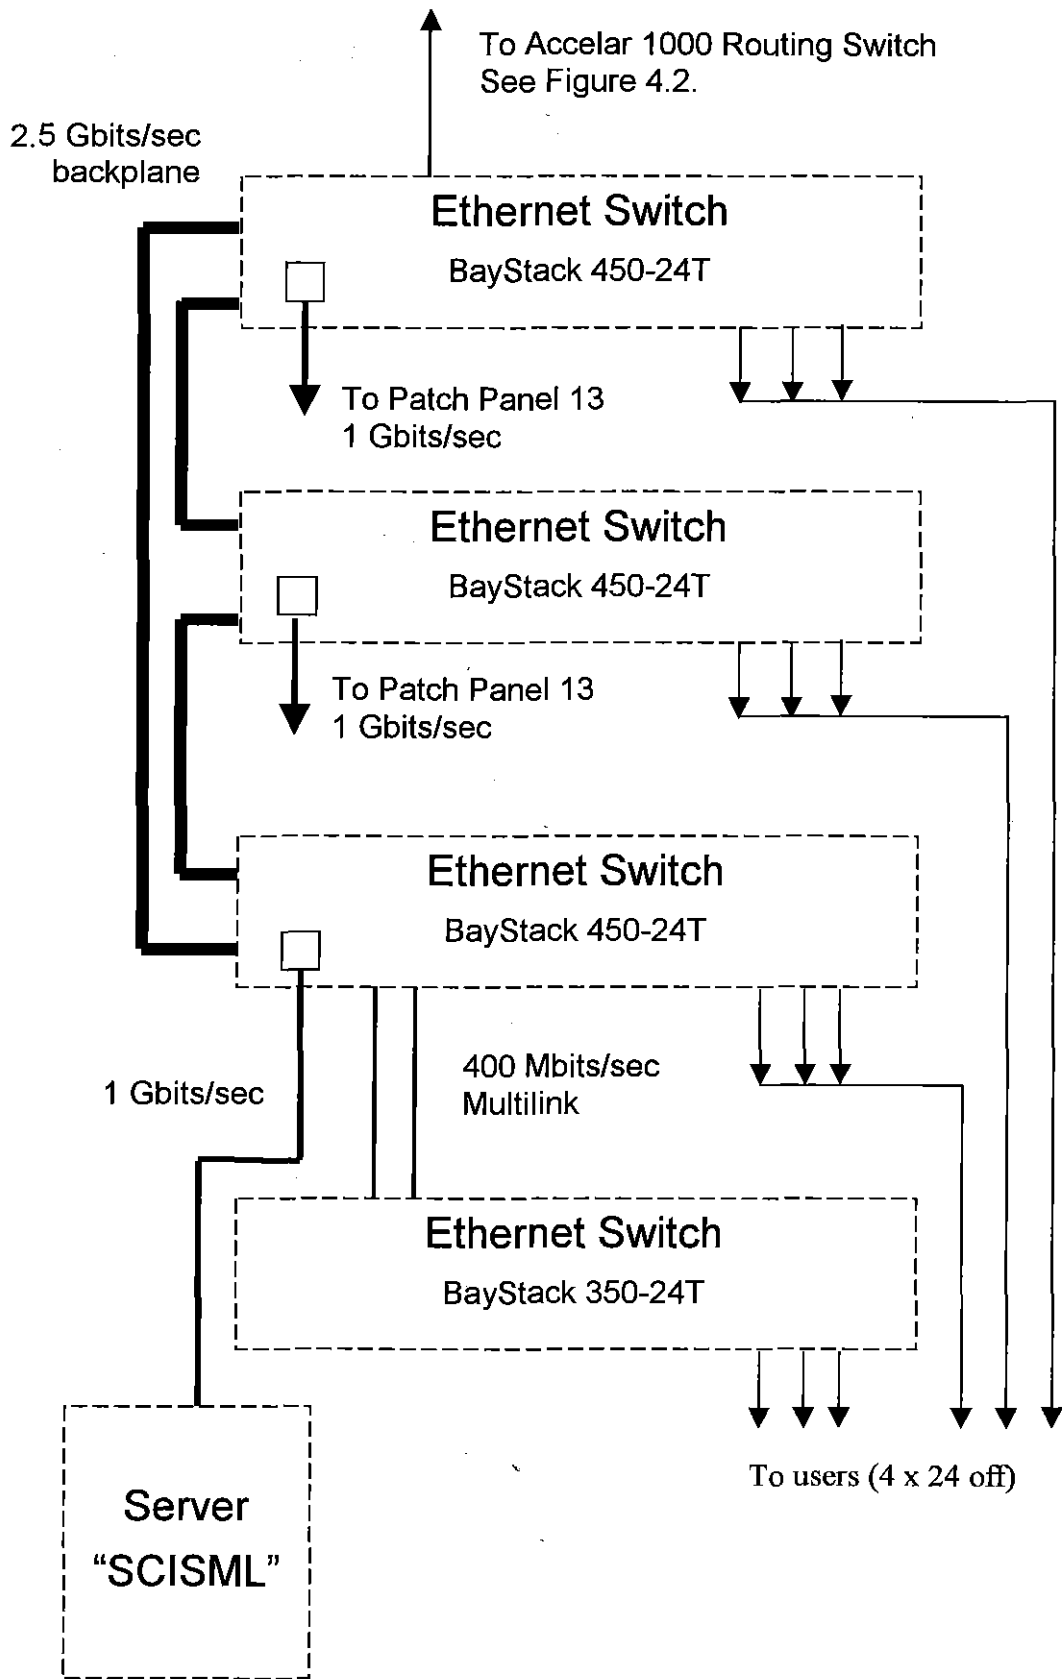 To Accelar 1000 Routing Switch
See Figure 4.2.
2.5 Gbits/sec
backplane
Ethernet Switch
BayStack 450-24T
To Patch Panel 13
1 Gbits/sec
Ethernet Switch
BayStack 450-24T
To Patch Panel 13
1 Gbits/sec
Ethernet Switch
BayStack 450-24T
1 Gbits/sec
400 Mbits/sec
Multilink
Ethernet Switch
BayStack 350-24T
To users (4 x 24 off)
Server
“SCISML”